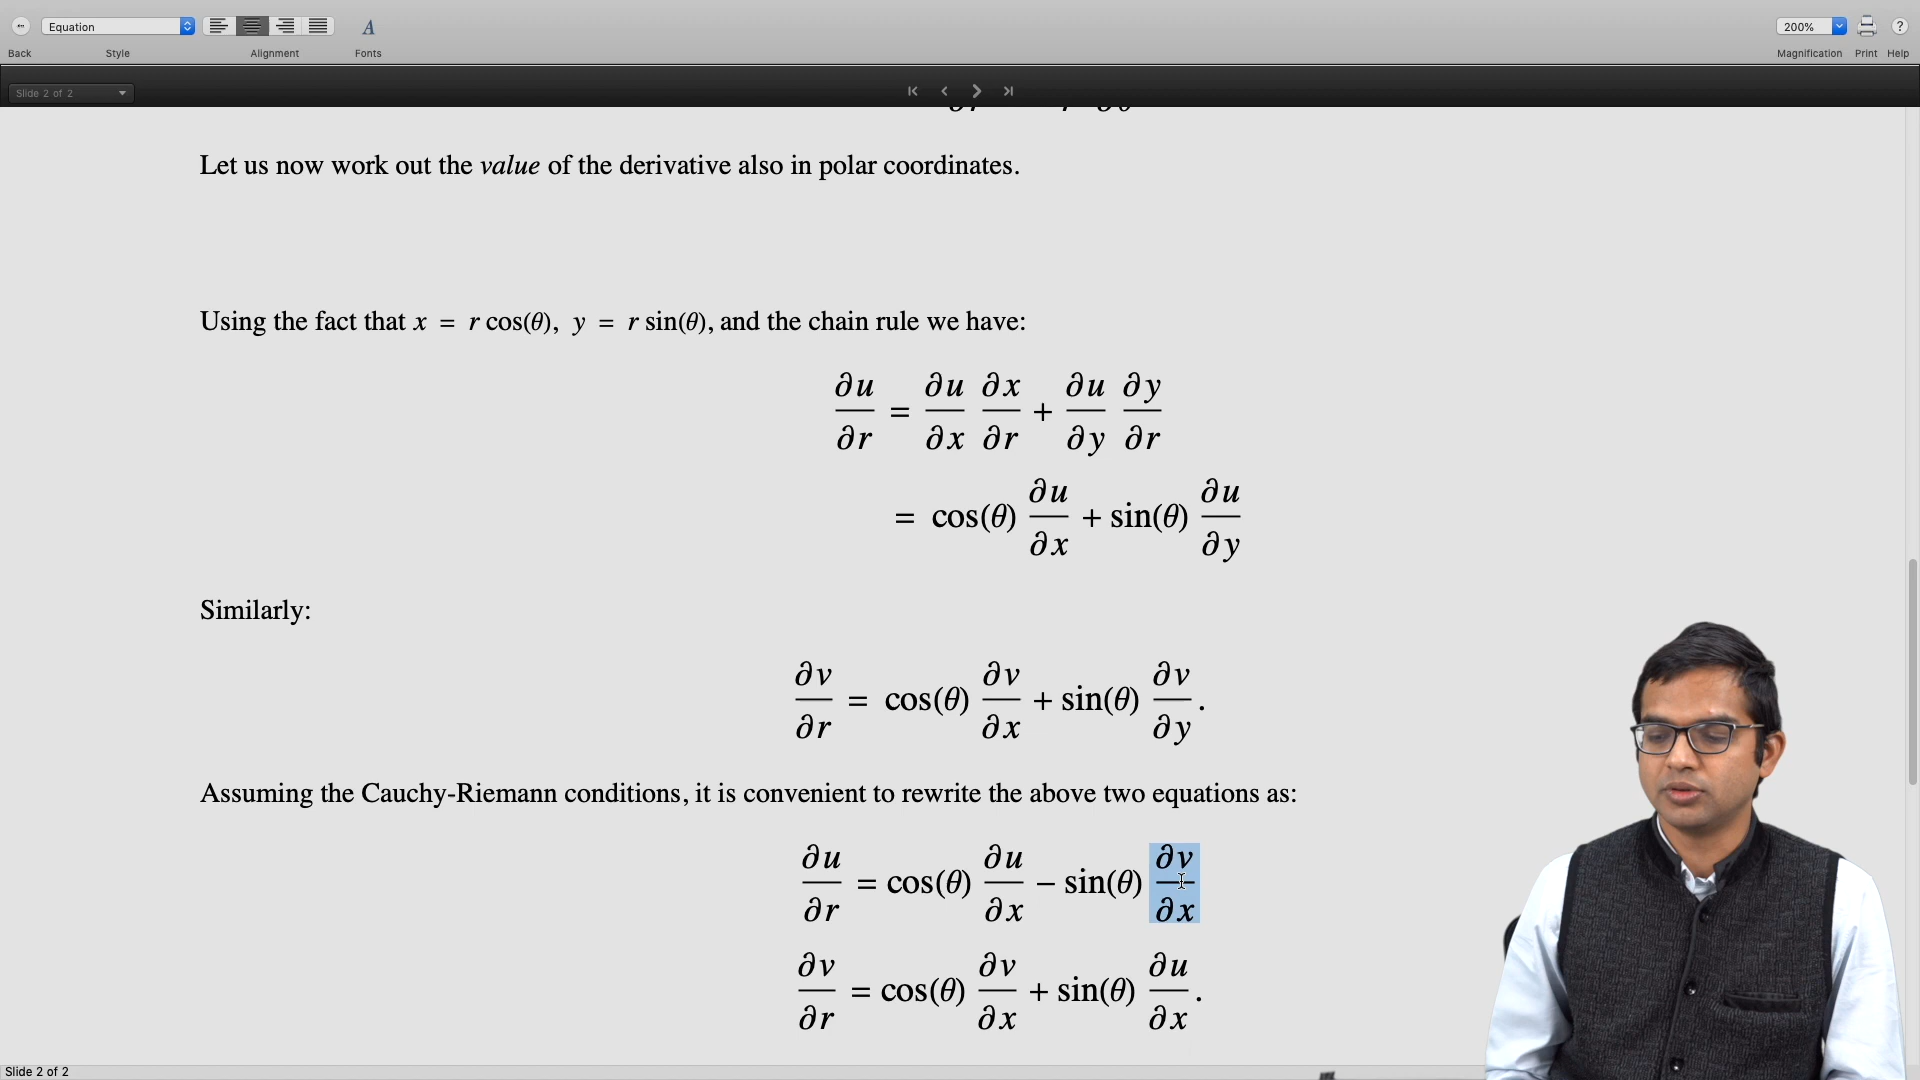 Equation
200%
Back
Style
Alignment
Fonts
Magnification
Print
Help
Slide 2 of 2
Let us now work out the value of the derivative also in polar coordinates.
Using the fact that x = r cos(θ), y = r sin(θ), and the chain rule we have:
∂u/∂r = ∂u/∂x ∂x/∂r + ∂u/∂y ∂y/∂r
= cos(θ) ∂u/∂x + sin(θ) ∂u/∂y
Similarly:
∂v/∂r = cos(θ) ∂v/∂x + sin(θ) ∂v/∂y.
Assuming the Cauchy-Riemann conditions, it is convenient to rewrite the above two equations as:
∂u/∂r = cos(θ) ∂u/∂x − sin(θ) ∂v/∂x
∂v/∂r = cos(θ) ∂v/∂x + sin(θ) ∂u/∂x.
Slide 2 of 2